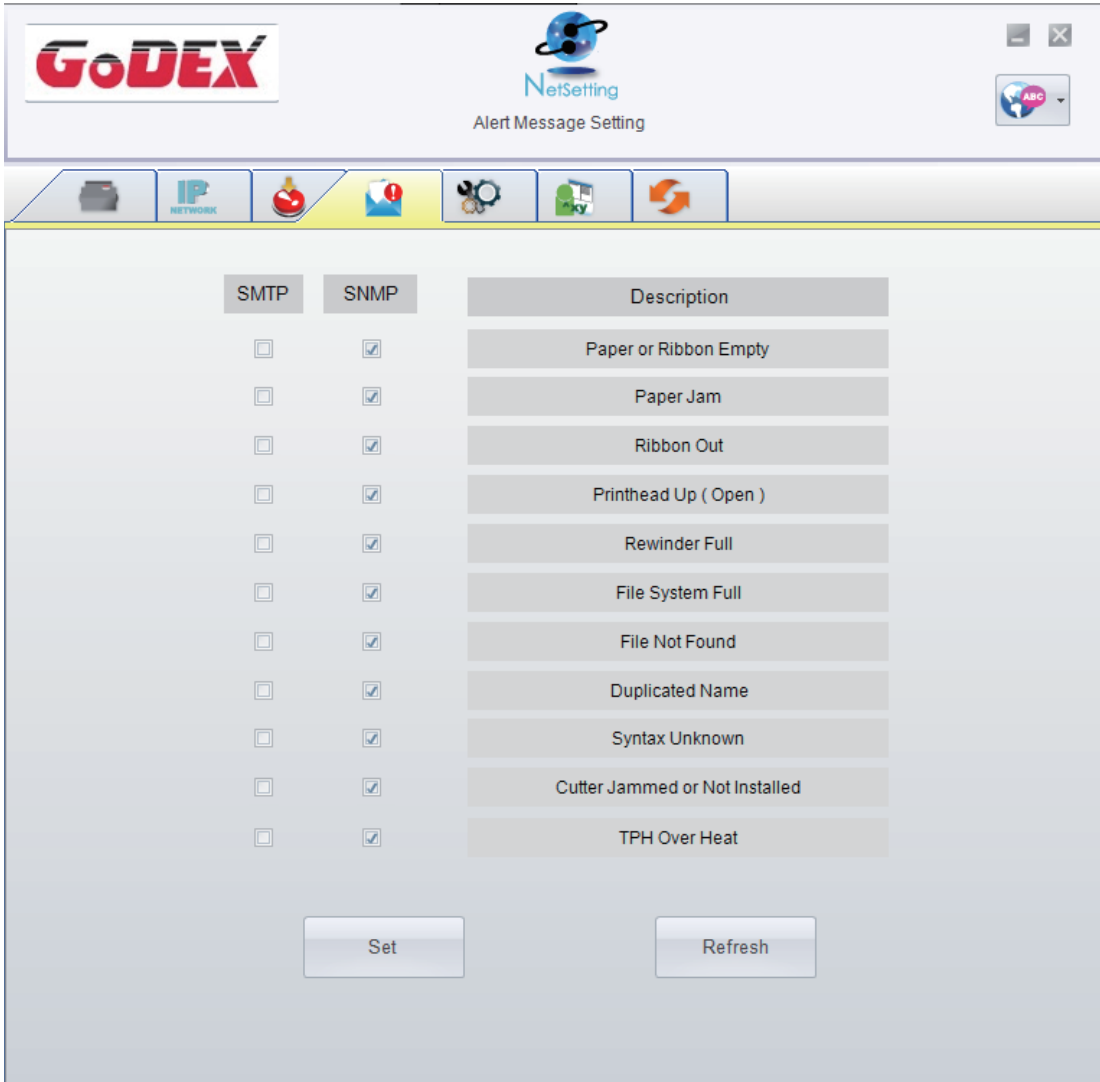 GoDEX
NetSetting
Alert Message Setting
ABC
IP
NETWORK
^XY
SMTP SNMP Description
Paper or Ribbon Empty
Paper Jam
Ribbon Out
Printhead Up ( Open )
Rewinder Full
File System Full
File Not Found
Duplicated Name
Syntax Unknown
Cutter Jammed or Not Installed
TPH Over Heat
Set Refresh